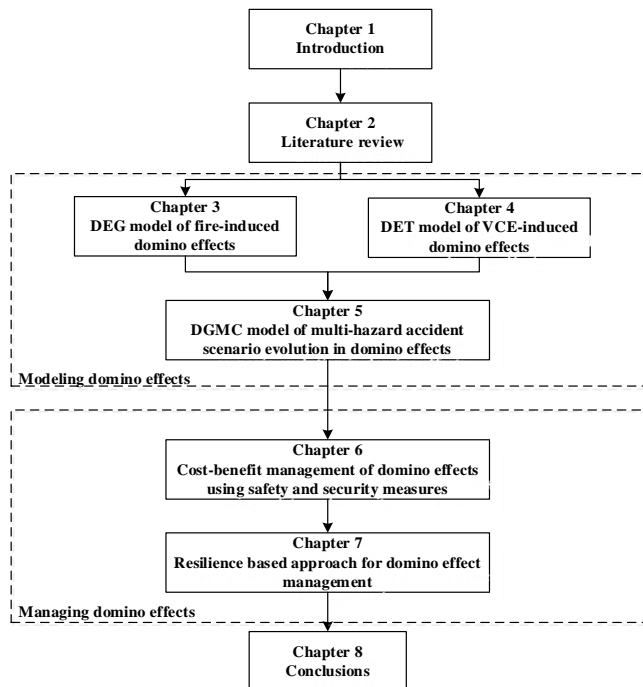 Chapter 1
Introduction
Chapter 2
Literature review
Chapter 3
DEG model of fire-induced
domino effects
Chapter 4
DET model of VCE-induced
domino effects
Chapter 5
DGMC model of multi-hazard accident
scenario evolution in domino effects
Modeling domino effects
Chapter 6
Cost-benefit management of domino effects
using safety and security measures
Chapter 7
Resilience based approach for domino effect
management
Managing domino effects
Chapter 8
Conclusions